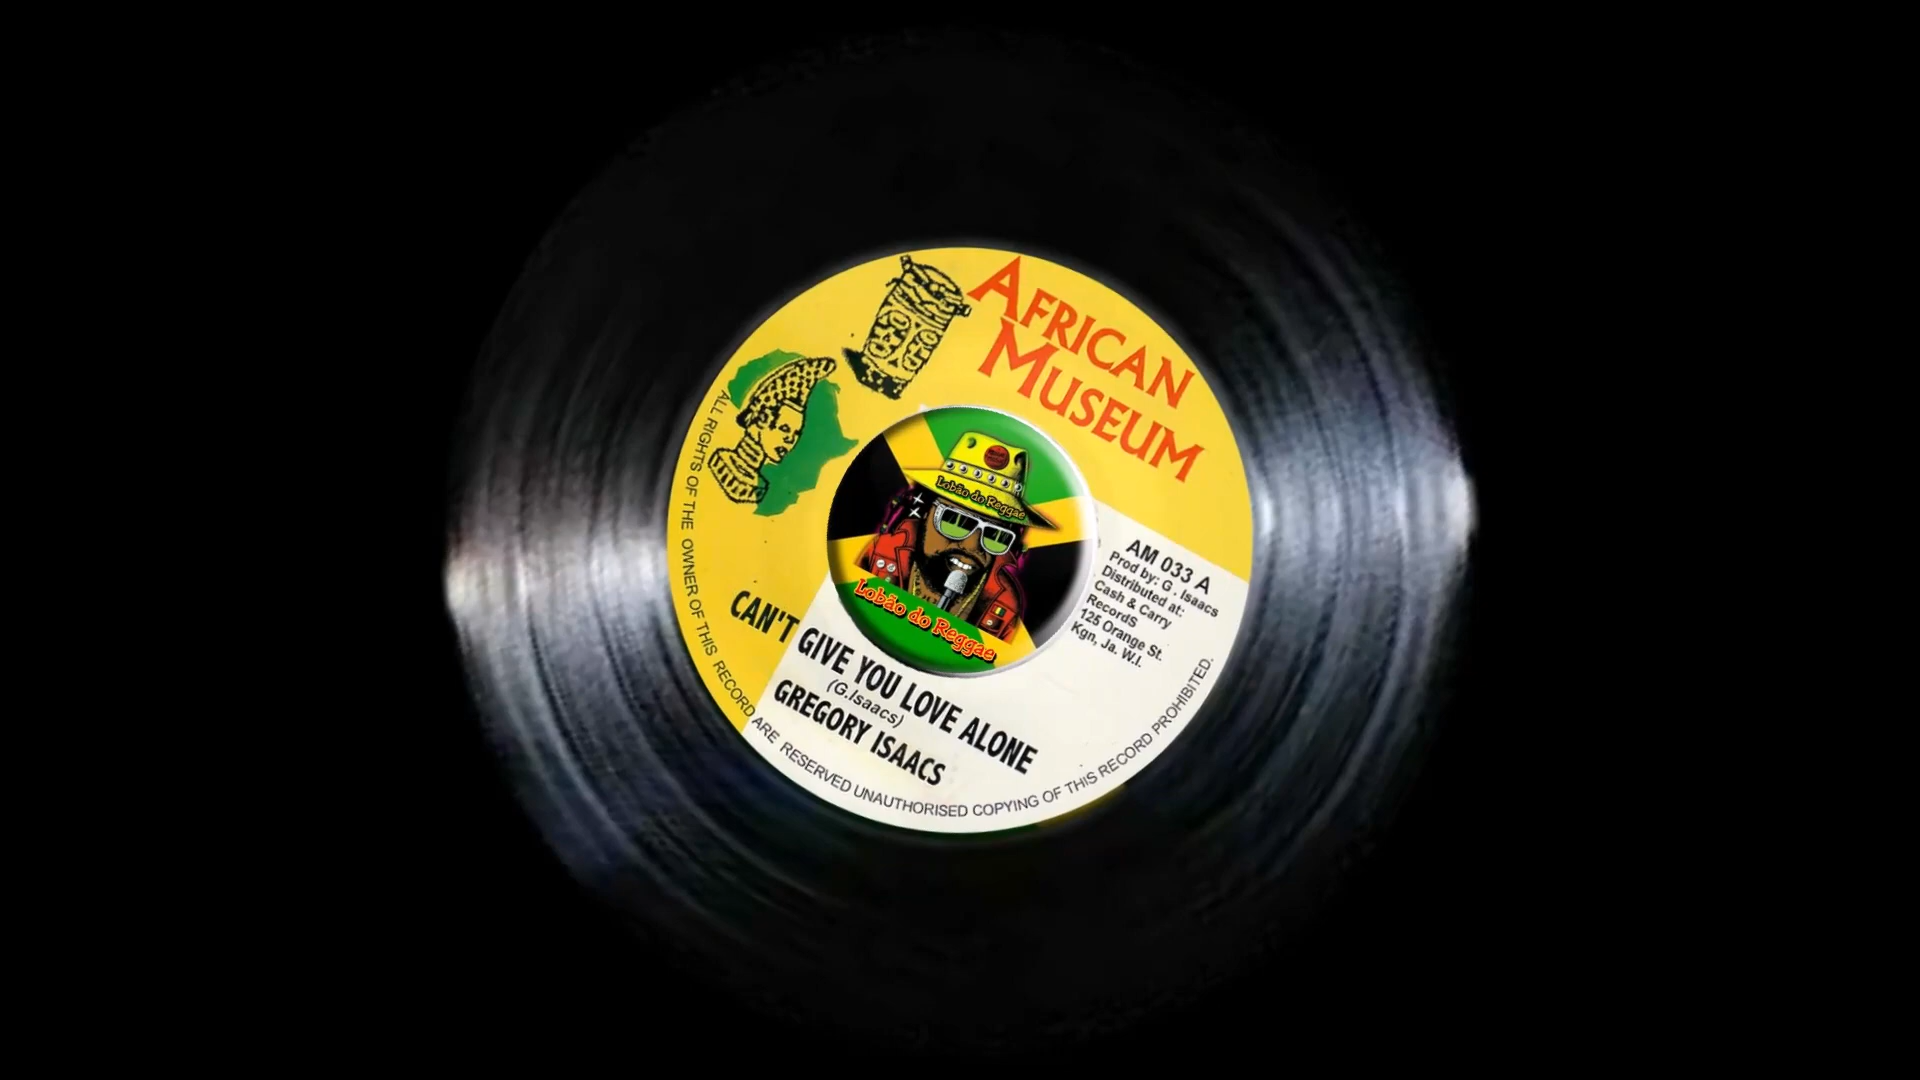 AFRICAN
MUSEUM
Lobão do Reggae
Lobão do Reggae
AM 033 A
Prod by: G. Isaacs
Distributed at:
Cash & Carry
RecordS
125 Orange St.
Kgn, Ja. W.I.
CAN'T GIVE YOU LOVE ALONE
(G.Isaacs)
GREGORY ISAACS
ALL RIGHTS OF THE OWNER OF THIS RECORD ARE RESERVED UNAUTHORISED COPYING OF THIS RECORD PROHIBITED.